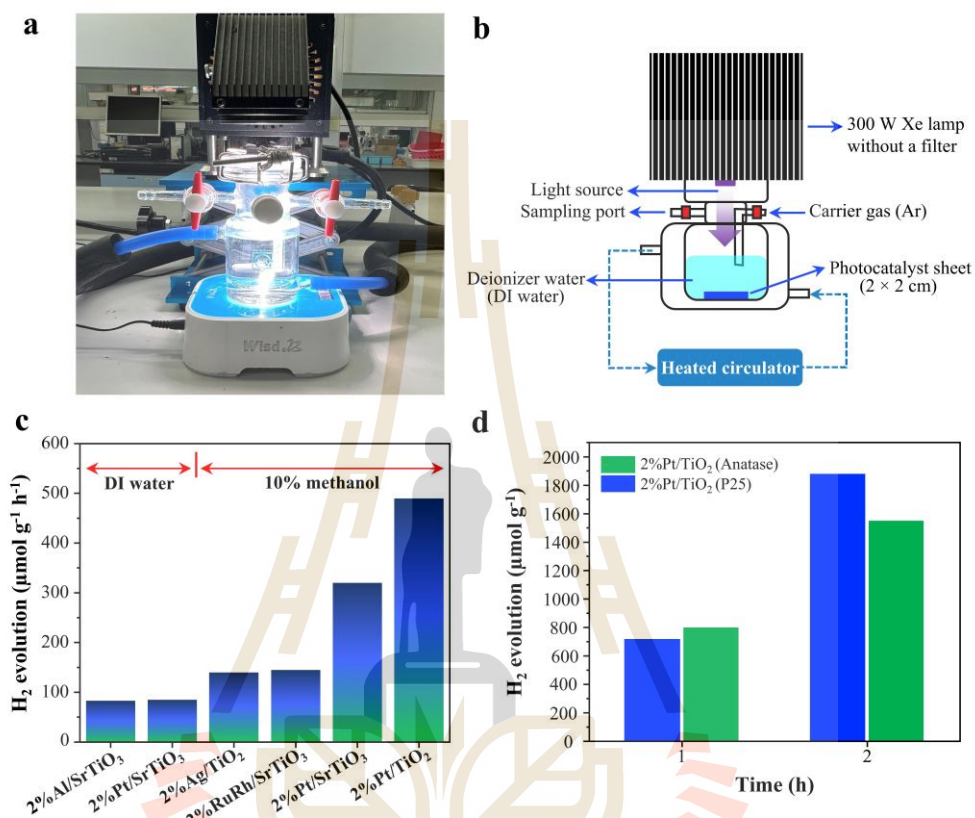 a
Wisd
b
300 W Xe lamp
without a filter
Light source
Sampling port
Carrier gas (Ar)
Deionizer water
(DI water)
Photocatalyst sheet
(2 × 2 cm)
Heated circulator
c
600
500
400
300
200
100
0
H₂ evolution (μmol g⁻¹ h⁻¹)
DI water
10% methanol
2%Al/SrTiO₃
2%Pt/SrTiO₃
2%Ag/TiO₂
2%RuRh/SrTiO₃
2%Pt/SrTiO₃
2%Pt/TiO₂
d
2000
1800
1600
1400
1200
1000
800
600
400
200
0
H₂ evolution (μmol g⁻¹)
2%Pt/TiO₂ (Anatase)
2%Pt/TiO₂ (P25)
1
2
Time (h)